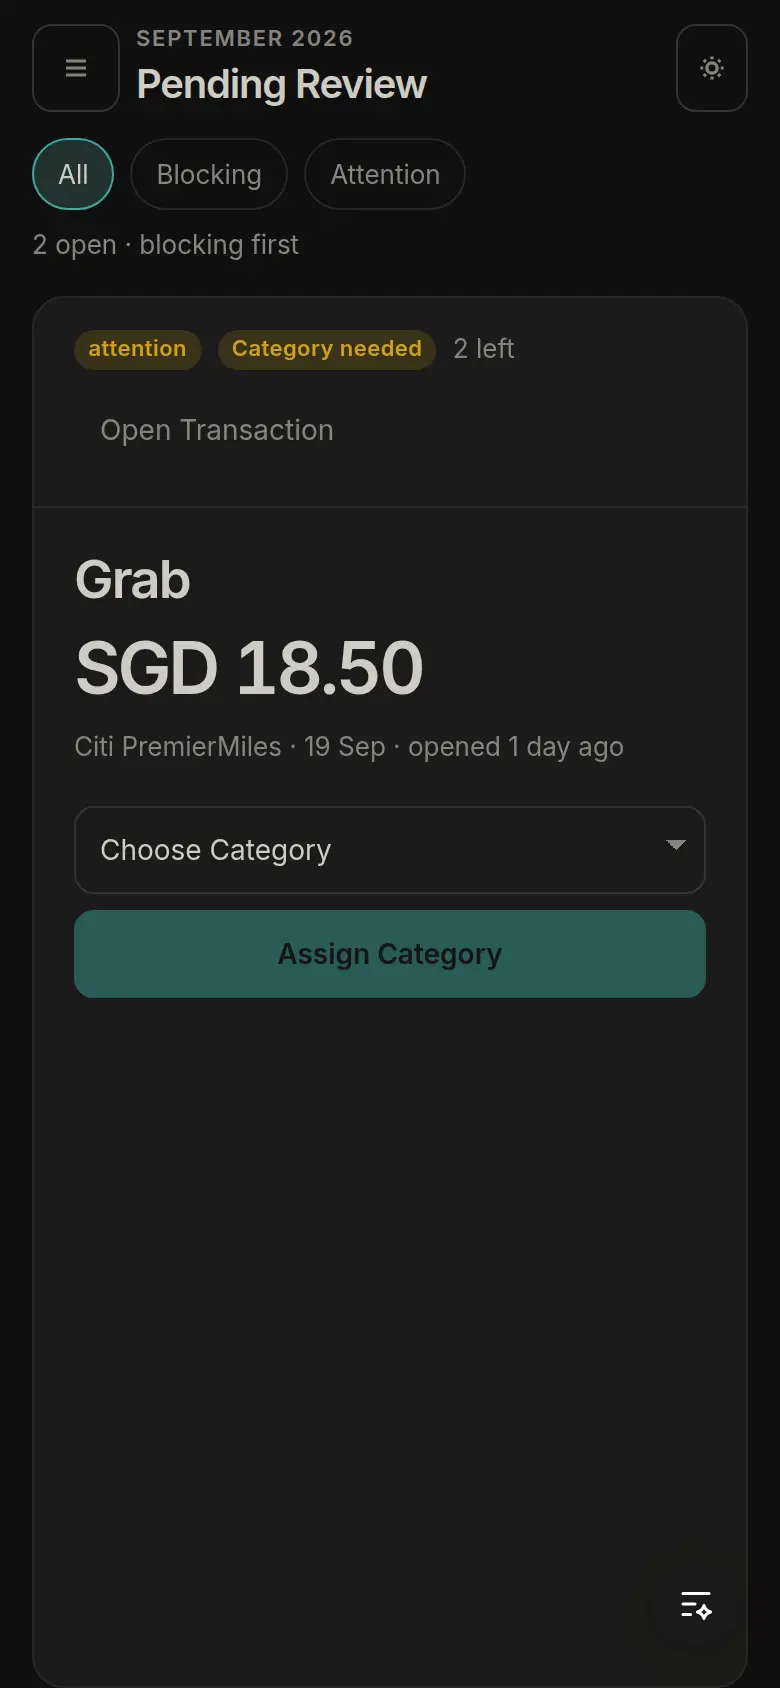 SEPTEMBER 2026
Pending Review
All Blocking Attention
2 open · blocking first
attention Category needed 2 left
Open Transaction
Grab
SGD 18.50
Citi PremierMiles · 19 Sep · opened 1 day ago
Choose Category
Assign Category